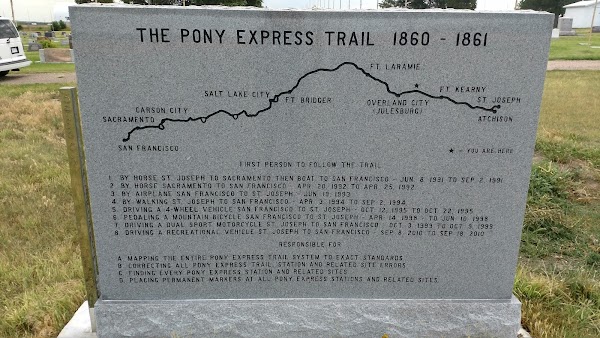 THE PONY EXPRESS TRAIL 1860 - 1861
FT. LARAMIE
SALT LAKE CITY
FT BRIDGER
FT KEARNY
CARSON CITY
OVERLAND CITY
(JULESBURG)
ST. JOSEPH
SACRAMENTO
ATCHISON
SAN FRANCISCO
★ = YOU ARE HERE
FIRST PERSON TO FOLLOW THE TRAIL
1 BY HORSE ST. JOSEPH TO SACRAMENTO THEN BOAT TO SAN FRANCISCO - JUN 8, 1991 TO SEP 2, 1991
2 BY HORSE SACRAMENTO TO SAN FRANCISCO - APR 20, 1992 TO APR 25, 1992
3 BY AIRPLANE SAN FRANCISCO TO ST. JOSEPH - JUN 19, 1993
4 BY WALKING ST. JOSEPH TO SAN FRANCISCO - APR 3, 1994 TO SEP 2, 1994
5 DRIVING A 4-WHEEL VEHICLE SAN FRANCISCO TO ST JOSEPH - OCT 12, 1995 TO OCT 22, 1995
6 PEDALING A MOUNTAIN BICYCLE SAN FRANCISCO TO ST JOSEPH - APR 14, 1998 TO JUN 10, 1998
7 DRIVING A DUAL SPORT MOTORCYCLE ST JOSEPH TO SAN FRANCISCO - OCT 3, 1999 TO OCT 9, 1999
8 DRIVING A RECREATIONAL VEHICLE ST. JOSEPH TO SAN FRANCISCO - SEP 8, 2010 TO SEP 18, 2010
RESPONSIBLE FOR
A MAPPING THE ENTIRE PONY EXPRESS TRAIL SYSTEM TO EXACT STANDARDS
B CORRECTING ALL PONY EXPRESS TRAIL, STATION AND RELATED SITE ERRORS
C FINDING EVERY PONY EXPRESS STATION AND RELATED SITES
D PLACING PERMANENT MARKERS AT ALL PONY EXPRESS STATIONS AND RELATED SITES